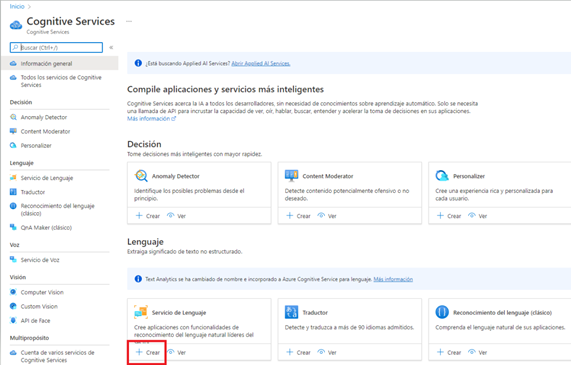 Inicio >
Cognitive Services
Cognitive Services
Buscar (Ctrl+/)
Información general
Todos los servicios de Cognitive
Services
Decisión
Anomaly Detector
Content Moderator
Personalizer
Lenguaje
Servicio de Lenguaje
Traductor
Reconocimiento del lenguaje
(clásico)
QnA Maker (clásico)
Voz
Servicio de Voz
Visión
Computer Vision
Custom Vision
API de Face
Multipropósito
Cuenta de varios servicios de
Cognitive Services
¿Está buscando Applied AI Services? Abrir Applied AI Services.
Compile aplicaciones y servicios más inteligentes
Cognitive Services acerca la IA a todos los desarrolladores, sin necesidad de conocimientos sobre aprendizaje automático. Solo se necesita
una llamada de API para incrustar la capacidad de ver, oír, hablar, buscar, entender y acelerar la toma de decisiones en sus aplicaciones.
Más información
Decisión
Tome decisiones más inteligentes con mayor rapidez.
Anomaly Detector
Identifique los posibles problemas desde el
principio.
+ Crear Ver
Content Moderator
Detecte contenido potencialmente ofensivo o no
deseado.
+ Crear Ver
Personalizer
Cree una experiencia rica y personalizada para
cada usuario.
+ Crear Ver
Lenguaje
Extraiga significado de texto no estructurado.
Text Analytics se ha cambiado de nombre e incorporado a Azure Cognitive Service para lenguaje. Más información
Servicio de Lenguaje
Cree aplicaciones con funcionalidades de
reconocimiento del lenguaje natural líderes del
+ Crear Ver
Traductor
Detecte y traduzca a más de 90 idiomas admitidos.
+ Crear Ver
Reconocimiento del lenguaje (clásico)
Comprenda el lenguaje natural de sus aplicaciones.
+ Crear Ver